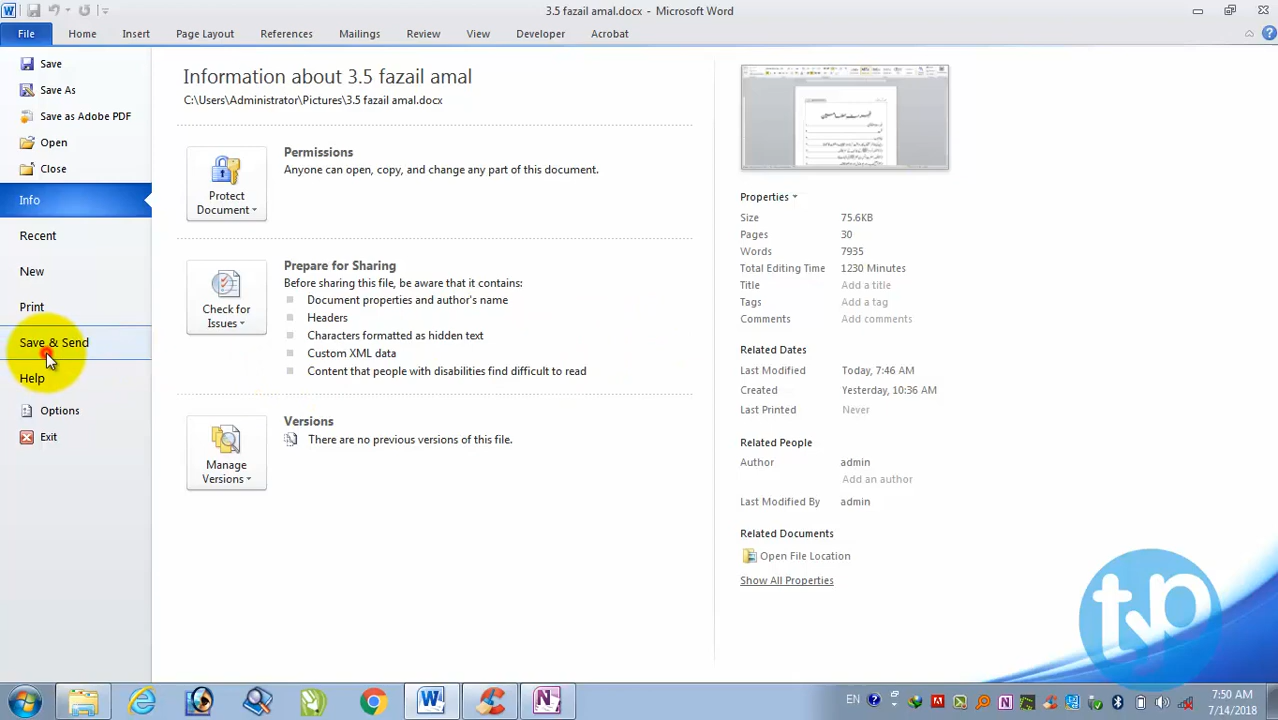 3.5 fazail amal.docx - Microsoft Word
File Home Insert Page Layout References Mailings Review View Developer Acrobat
Save
Save As
Save as Adobe PDF
Open
Close
Info
Recent
New
Print
Save & Send
Help
Options
Exit
Information about 3.5 fazail amal
C:\Users\Administrator\Pictures\3.5 fazail amal.docx
Protect
Document
Permissions
Anyone can open, copy, and change any part of this document.
Check for
Issues
Prepare for Sharing
Before sharing this file, be aware that it contains:
Document properties and author's name
Headers
Characters formatted as hidden text
Custom XML data
Content that people with disabilities find difficult to read
Manage
Versions
Versions
There are no previous versions of this file.
Properties
Size 75.6KB
Pages 30
Words 7935
Total Editing Time 1230 Minutes
Title Add a title
Tags Add a tag
Comments Add comments
Related Dates
Last Modified Today, 7:46 AM
Created Yesterday, 10:36 AM
Last Printed Never
Related People
Author admin
Add an author
Last Modified By admin
Related Documents
Open File Location
Show All Properties
tvp
EN
7:50 AM
7/14/2018